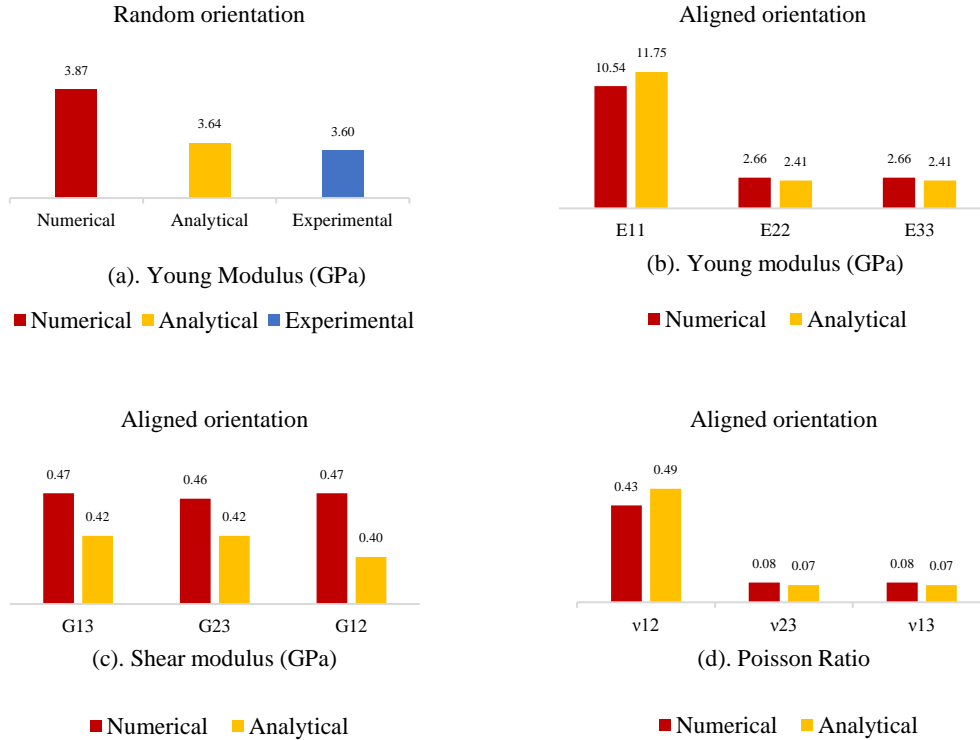 Random orientation
3.87
3.64
3.60
Numerical Analytical Experimental
(a). Young Modulus (GPa)
Numerical Analytical Experimental
Aligned orientation
10.54 11.75
2.66 2.41 2.66 2.41
E11 E22 E33
(b). Young modulus (GPa)
Numerical Analytical
Aligned orientation
0.47 0.42 0.46 0.42 0.47 0.40
G13 G23 G12
(c). Shear modulus (GPa)
Numerical Analytical
Aligned orientation
0.43 0.49
0.08 0.07 0.08 0.07
ν12 ν23 ν13
(d). Poisson Ratio
Numerical Analytical